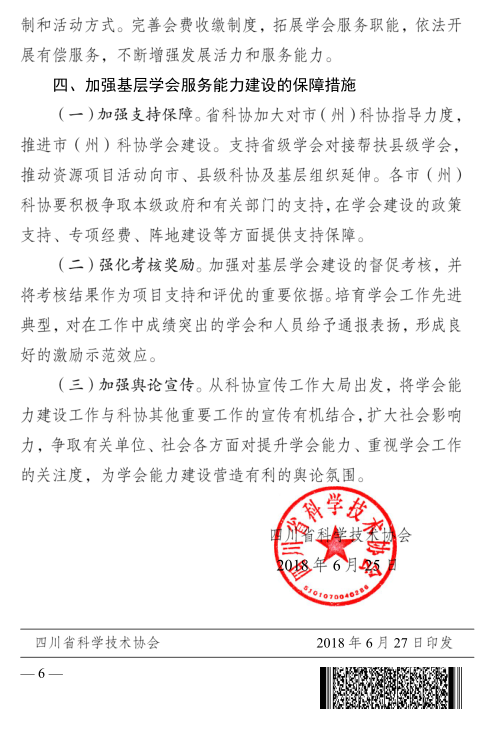 制和活动方式。完善会费收缴制度，拓展学会服务职能，依法开
展有偿服务，不断增强发展活力和服务能力。
四、加强基层学会服务能力建设的保障措施
（一）加强支持保障。省科协加大对市（州）科协指导力度，
推进市（州）科协学会建设。支持省级学会对接帮扶县级学会，
推动资源项目活动向市、县级科协及基层组织延伸。各市（州）
科协要积极争取本级政府和有关部门的支持，在学会建设的政策
支持、专项经费、阵地建设等方面提供支持保障。
（二）强化考核奖励。加强对基层学会建设的督促考核，并
将考核结果作为项目支持和评优的重要依据。培育学会工作先进
典型，对在工作中成绩突出的学会和人员给予通报表扬，形成良
好的激励示范效应。
（三）加强舆论宣传。从科协宣传工作大局出发，将学会能
力建设工作与科协其他重要工作的宣传有机结合，扩大社会影响
力，争取有关单位、社会各方面对提升学会能力、重视学会工作
的关注度，为学会能力建设营造有利的舆论氛围。
四川省科学技术协会
四川省科学技术协会
2018 年 6 月 25 日
5101070040286
四川省科学技术协会 2018 年 6 月 27 日印发
— 6 —